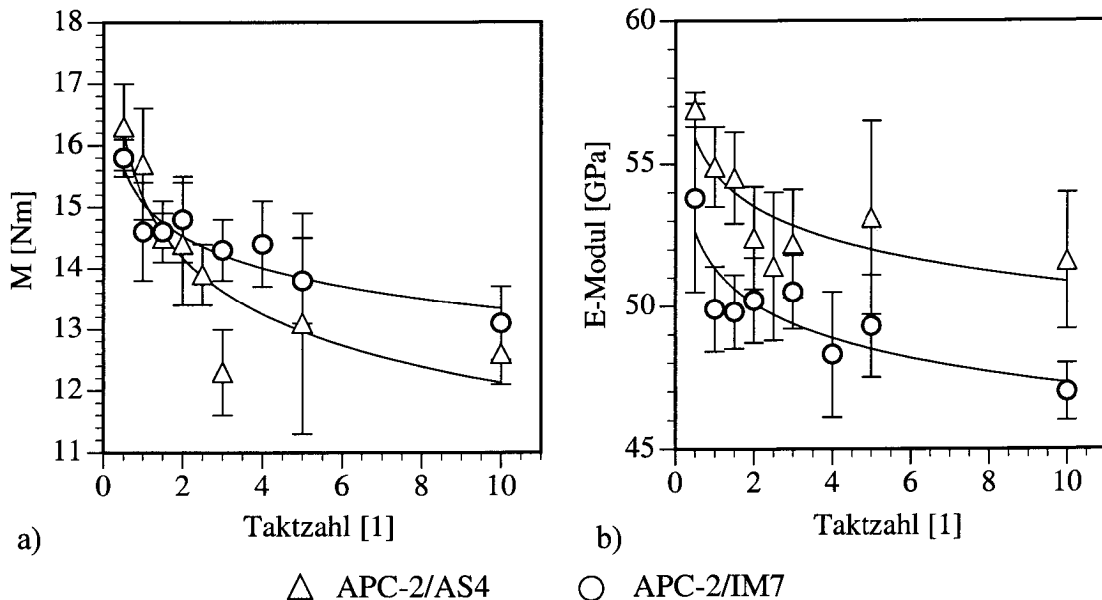 18
17
16
15
14
13
12
11
M [Nm]
0 2 4 6 8 10
Taktzahl [1]
a)
60
55
50
45
E-Modul [GPa]
0 2 4 6 8 10
Taktzahl [1]
b)
APC-2/AS4 APC-2/IM7